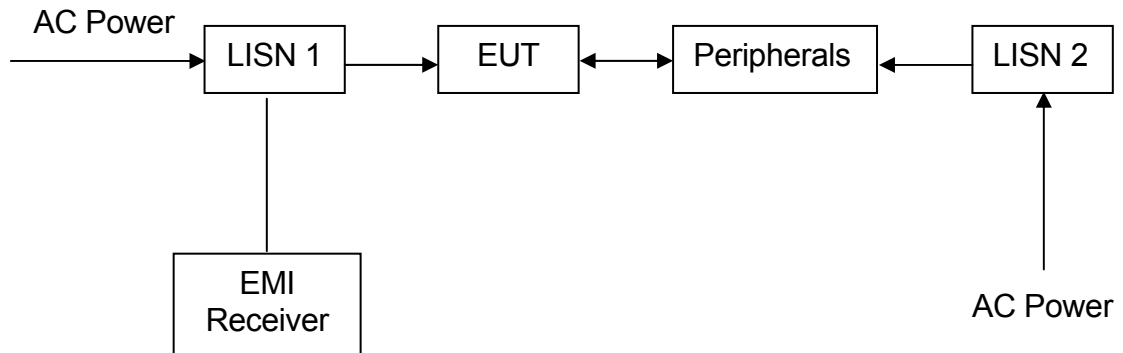 AC Power
LISN 1
EUT
Peripherals
LISN 2
EMI
Receiver
AC Power